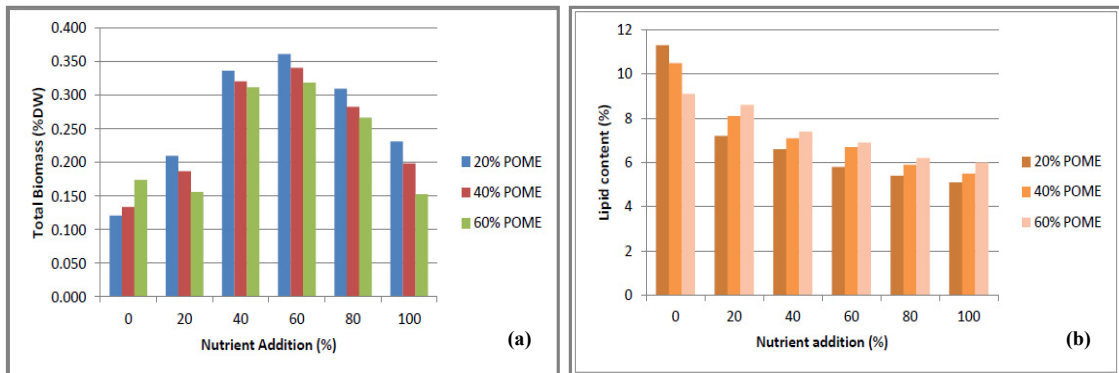 0.400
0.350
0.300
0.250
0.200
0.150
0.100
0.050
0.000
Total Biomass (%DW)
0 20 40 60 80 100
Nutrient Addition (%)
20% POME
40% POME
60% POME
(a)
12
10
8
6
4
2
0
Lipid content (%)
0 20 40 60 80 100
Nutrient addition (%)
20% POME
40% POME
60% POME
(b)